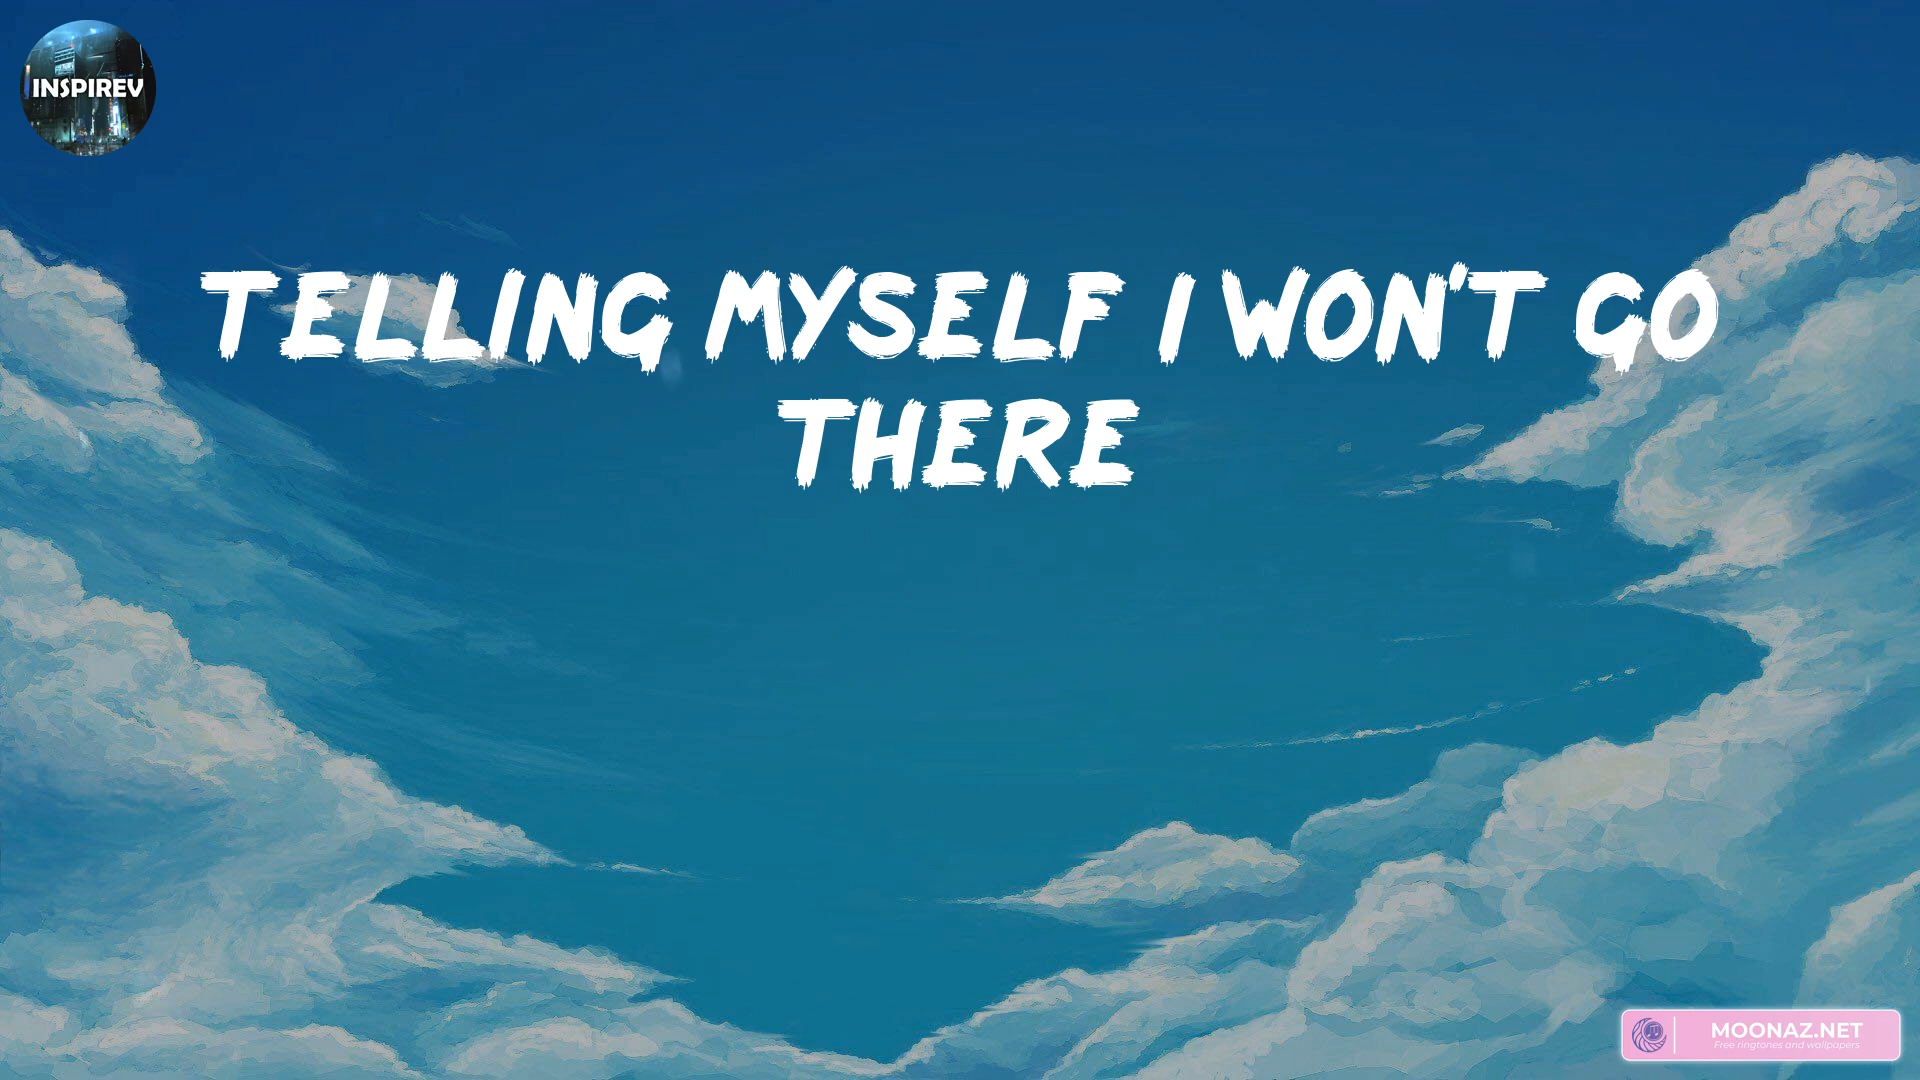 INSPIREV
TELLING MYSELF I WON'T GO
THERE
MOONAZ.NET
Free ringtones and wallpapers